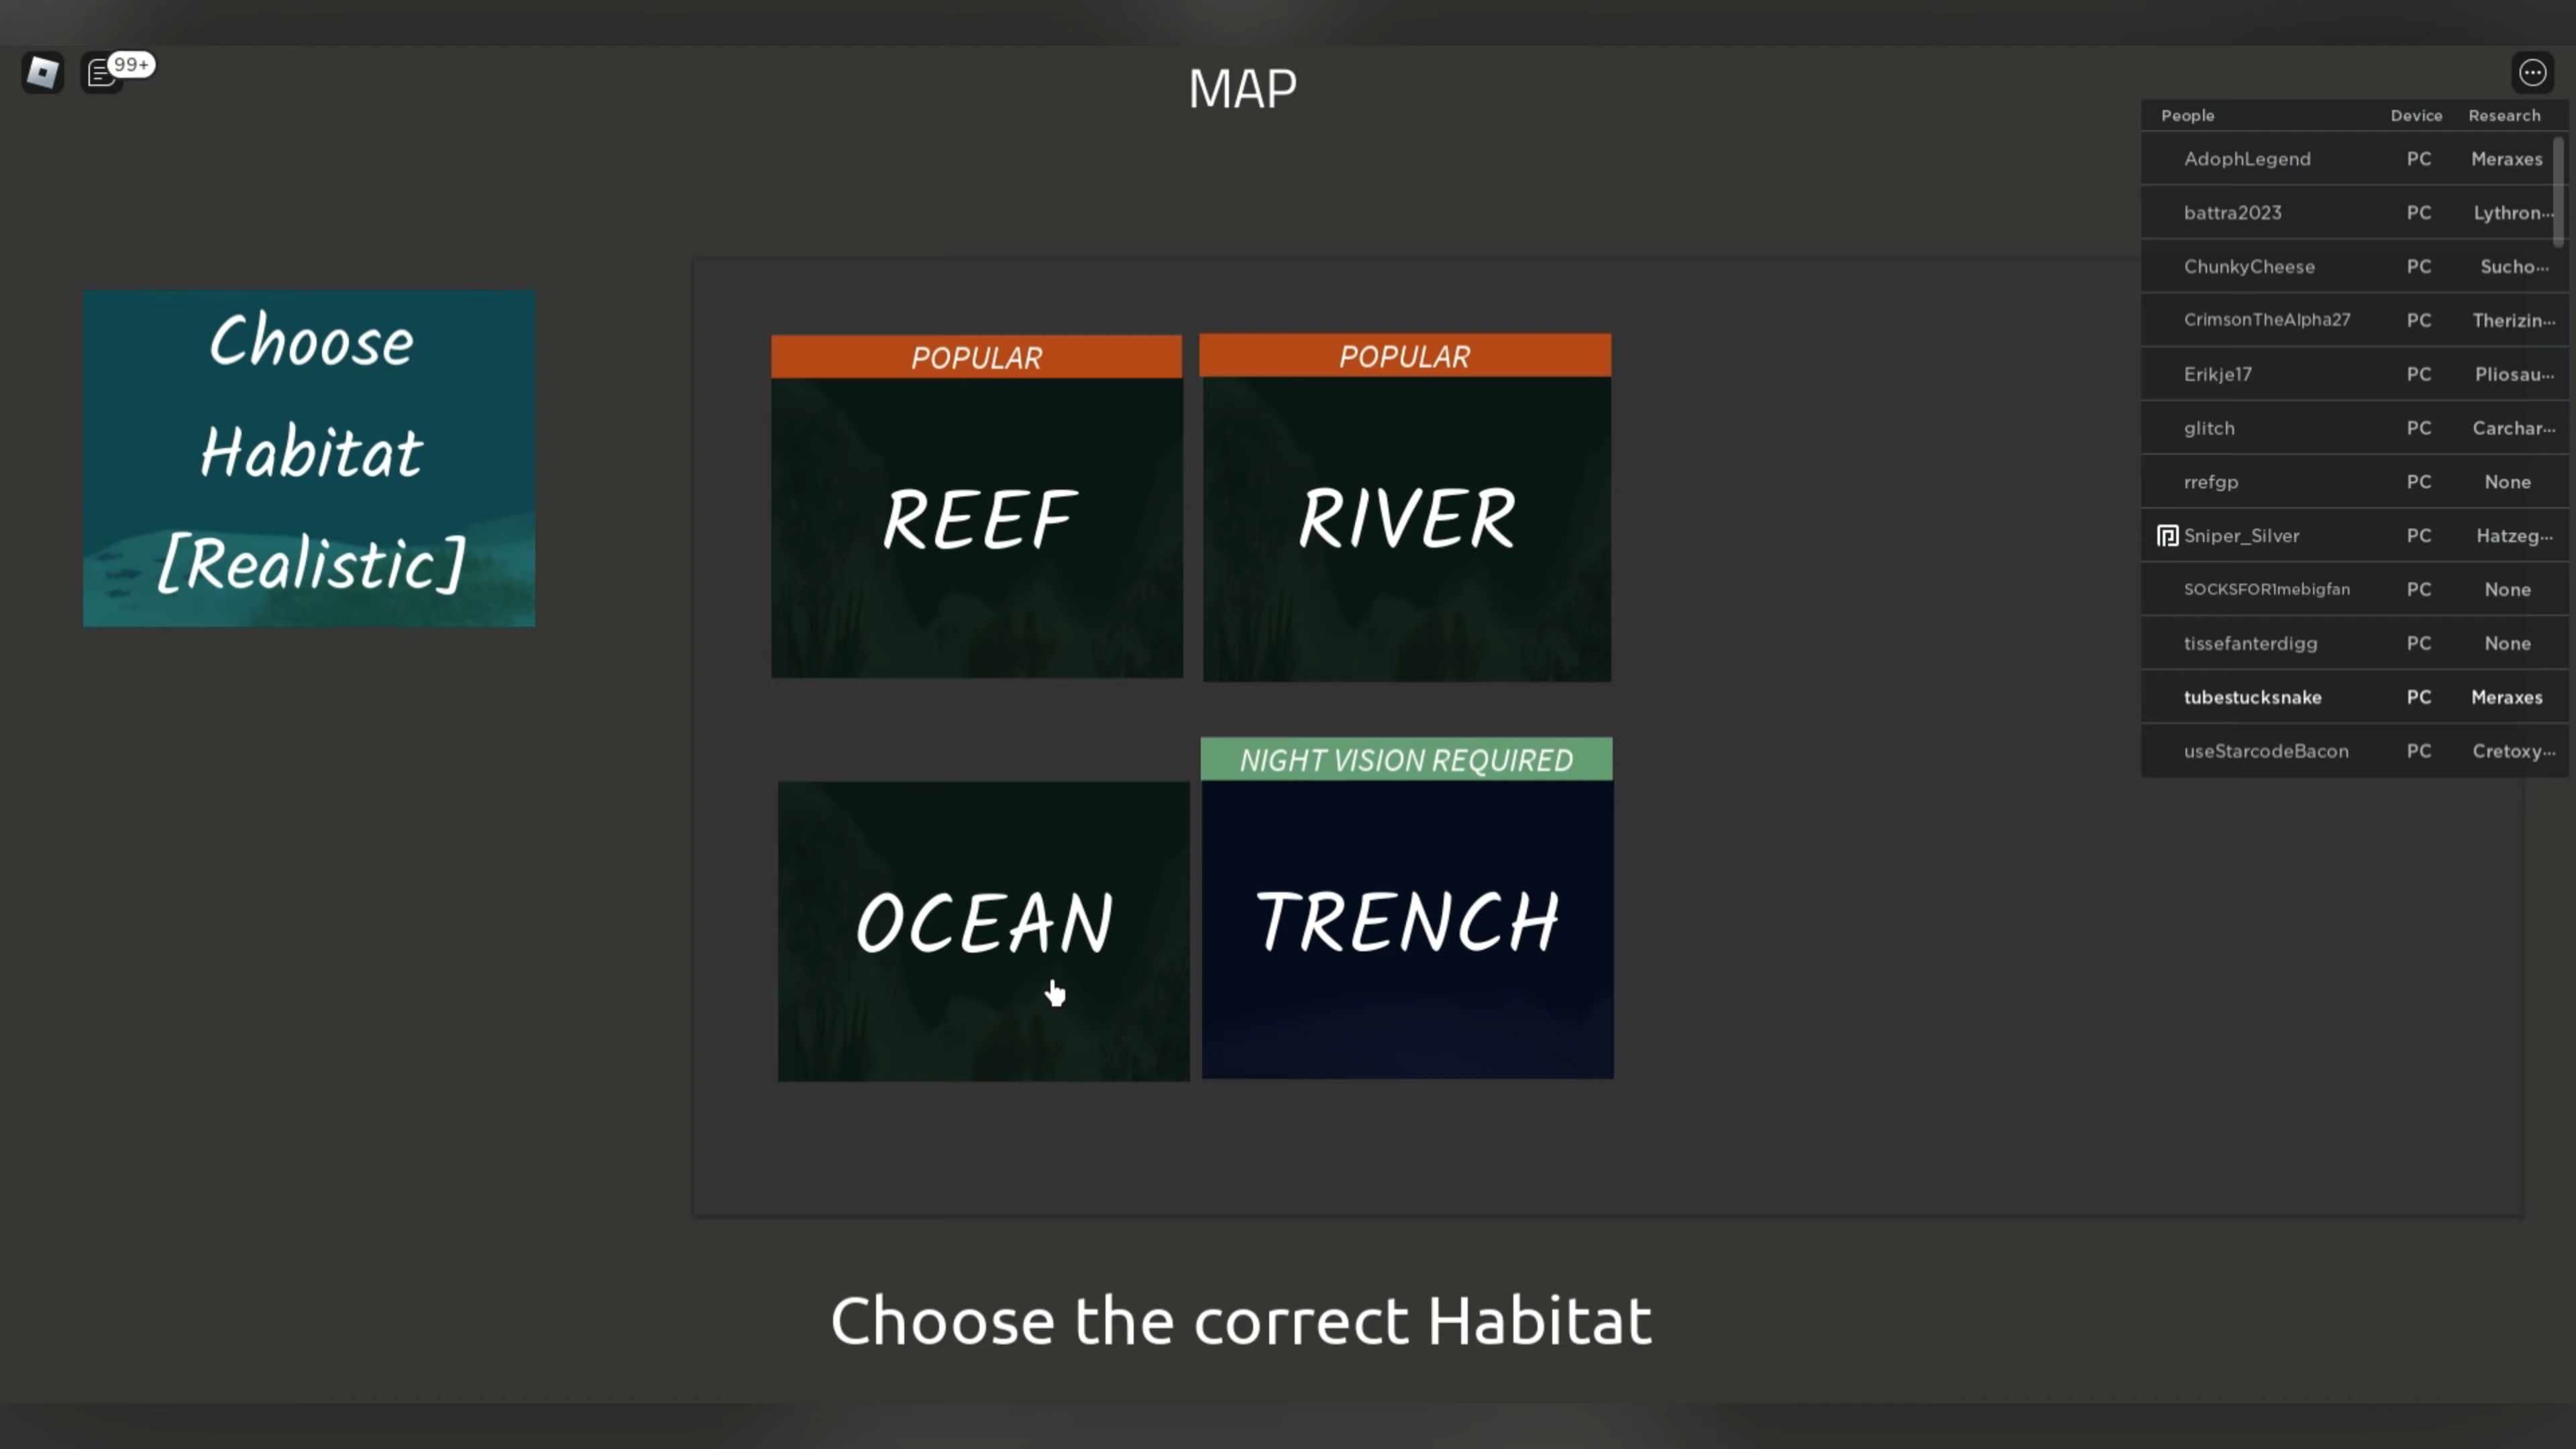 99+
MAP
People Device Research
AdophLegend PC Meraxes
battra2023 PC Lythron...
ChunkyCheese PC Sucho...
CrimsonTheAlpha27 PC Therizin...
Erikje17 PC Pliosau...
glitch PC Carchar...
rrefgp PC None
Sniper_Silver PC Hatzeg...
SOCKSFOR1mebigfan PC None
tissefanterdigg PC None
tubestucksnake PC Meraxes
useStarcodeBacon PC Cretoxy...
Choose
Habitat
[Realistic]
POPULAR
REEF
POPULAR
RIVER
OCEAN
NIGHT VISION REQUIRED
TRENCH
Choose the correct Habitat